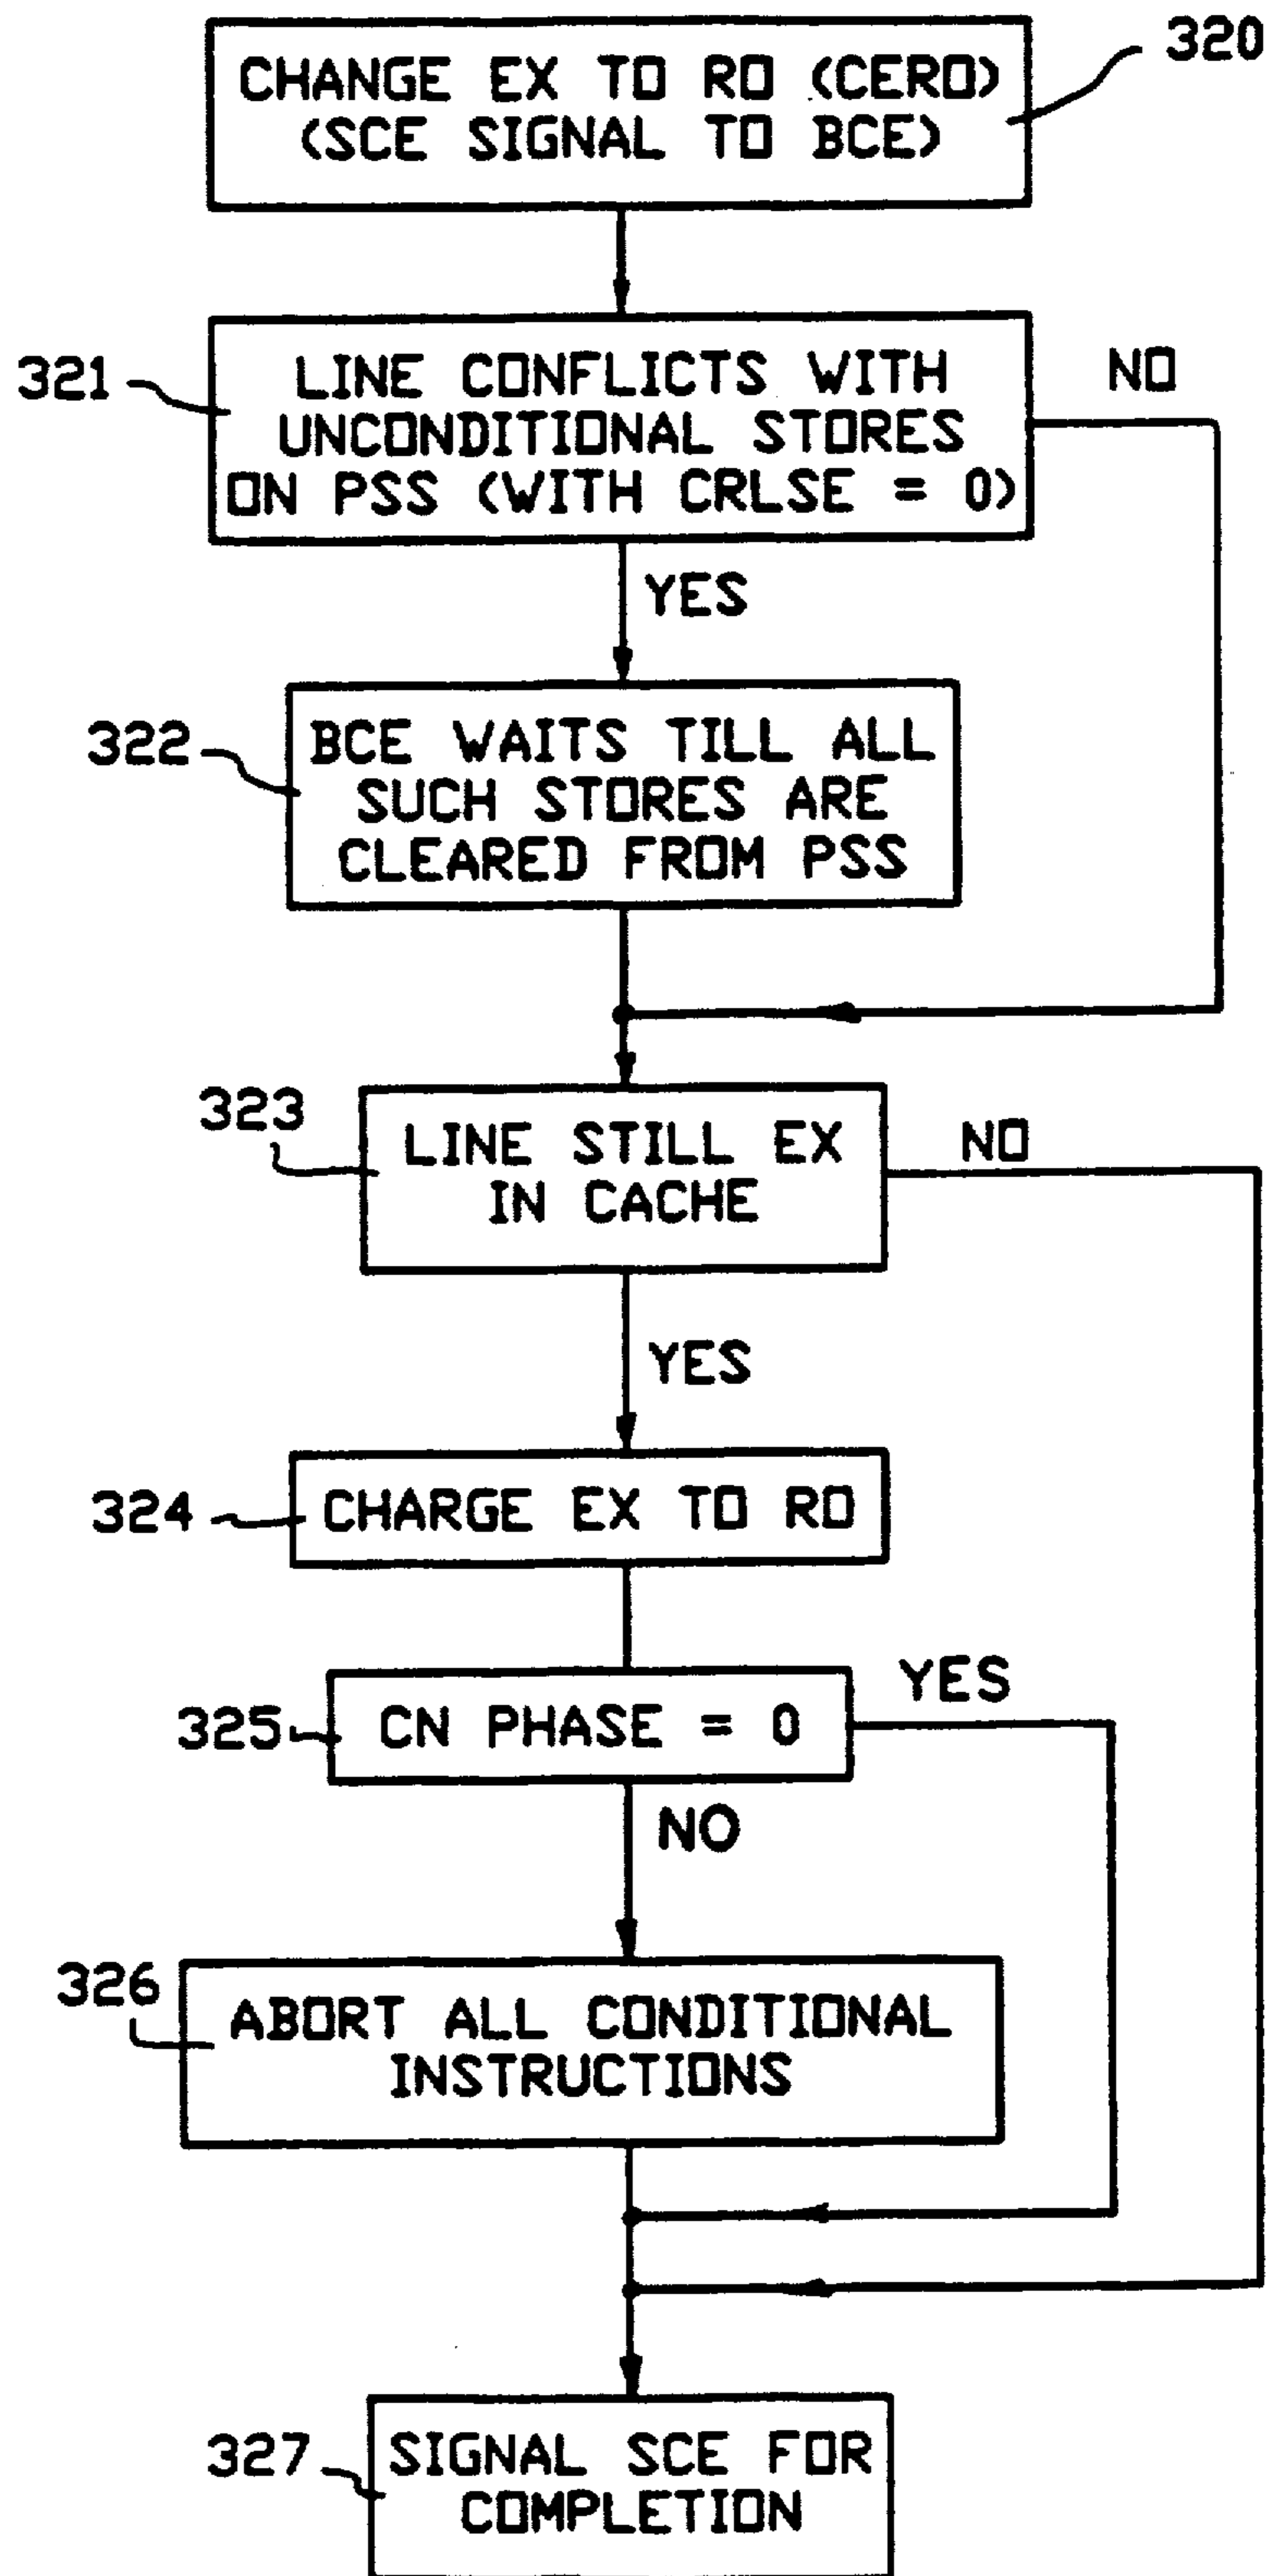 320
CHANGE EX TO RO (CERO)
(SCE SIGNAL TO BCE)
321
LINE CONFLICTS WITH
UNCONDITIONAL STORES
ON PSS (WITH CRLSE = 0)
NO
YES
322
BCE WAITS TILL ALL
SUCH STORES ARE
CLEARED FROM PSS
323
LINE STILL EX
IN CACHE
NO
YES
324
CHARGE EX TO RO
325
CN PHASE = 0
YES
NO
326
ABORT ALL CONDITIONAL
INSTRUCTIONS
327
SIGNAL SCE FOR
COMPLETION